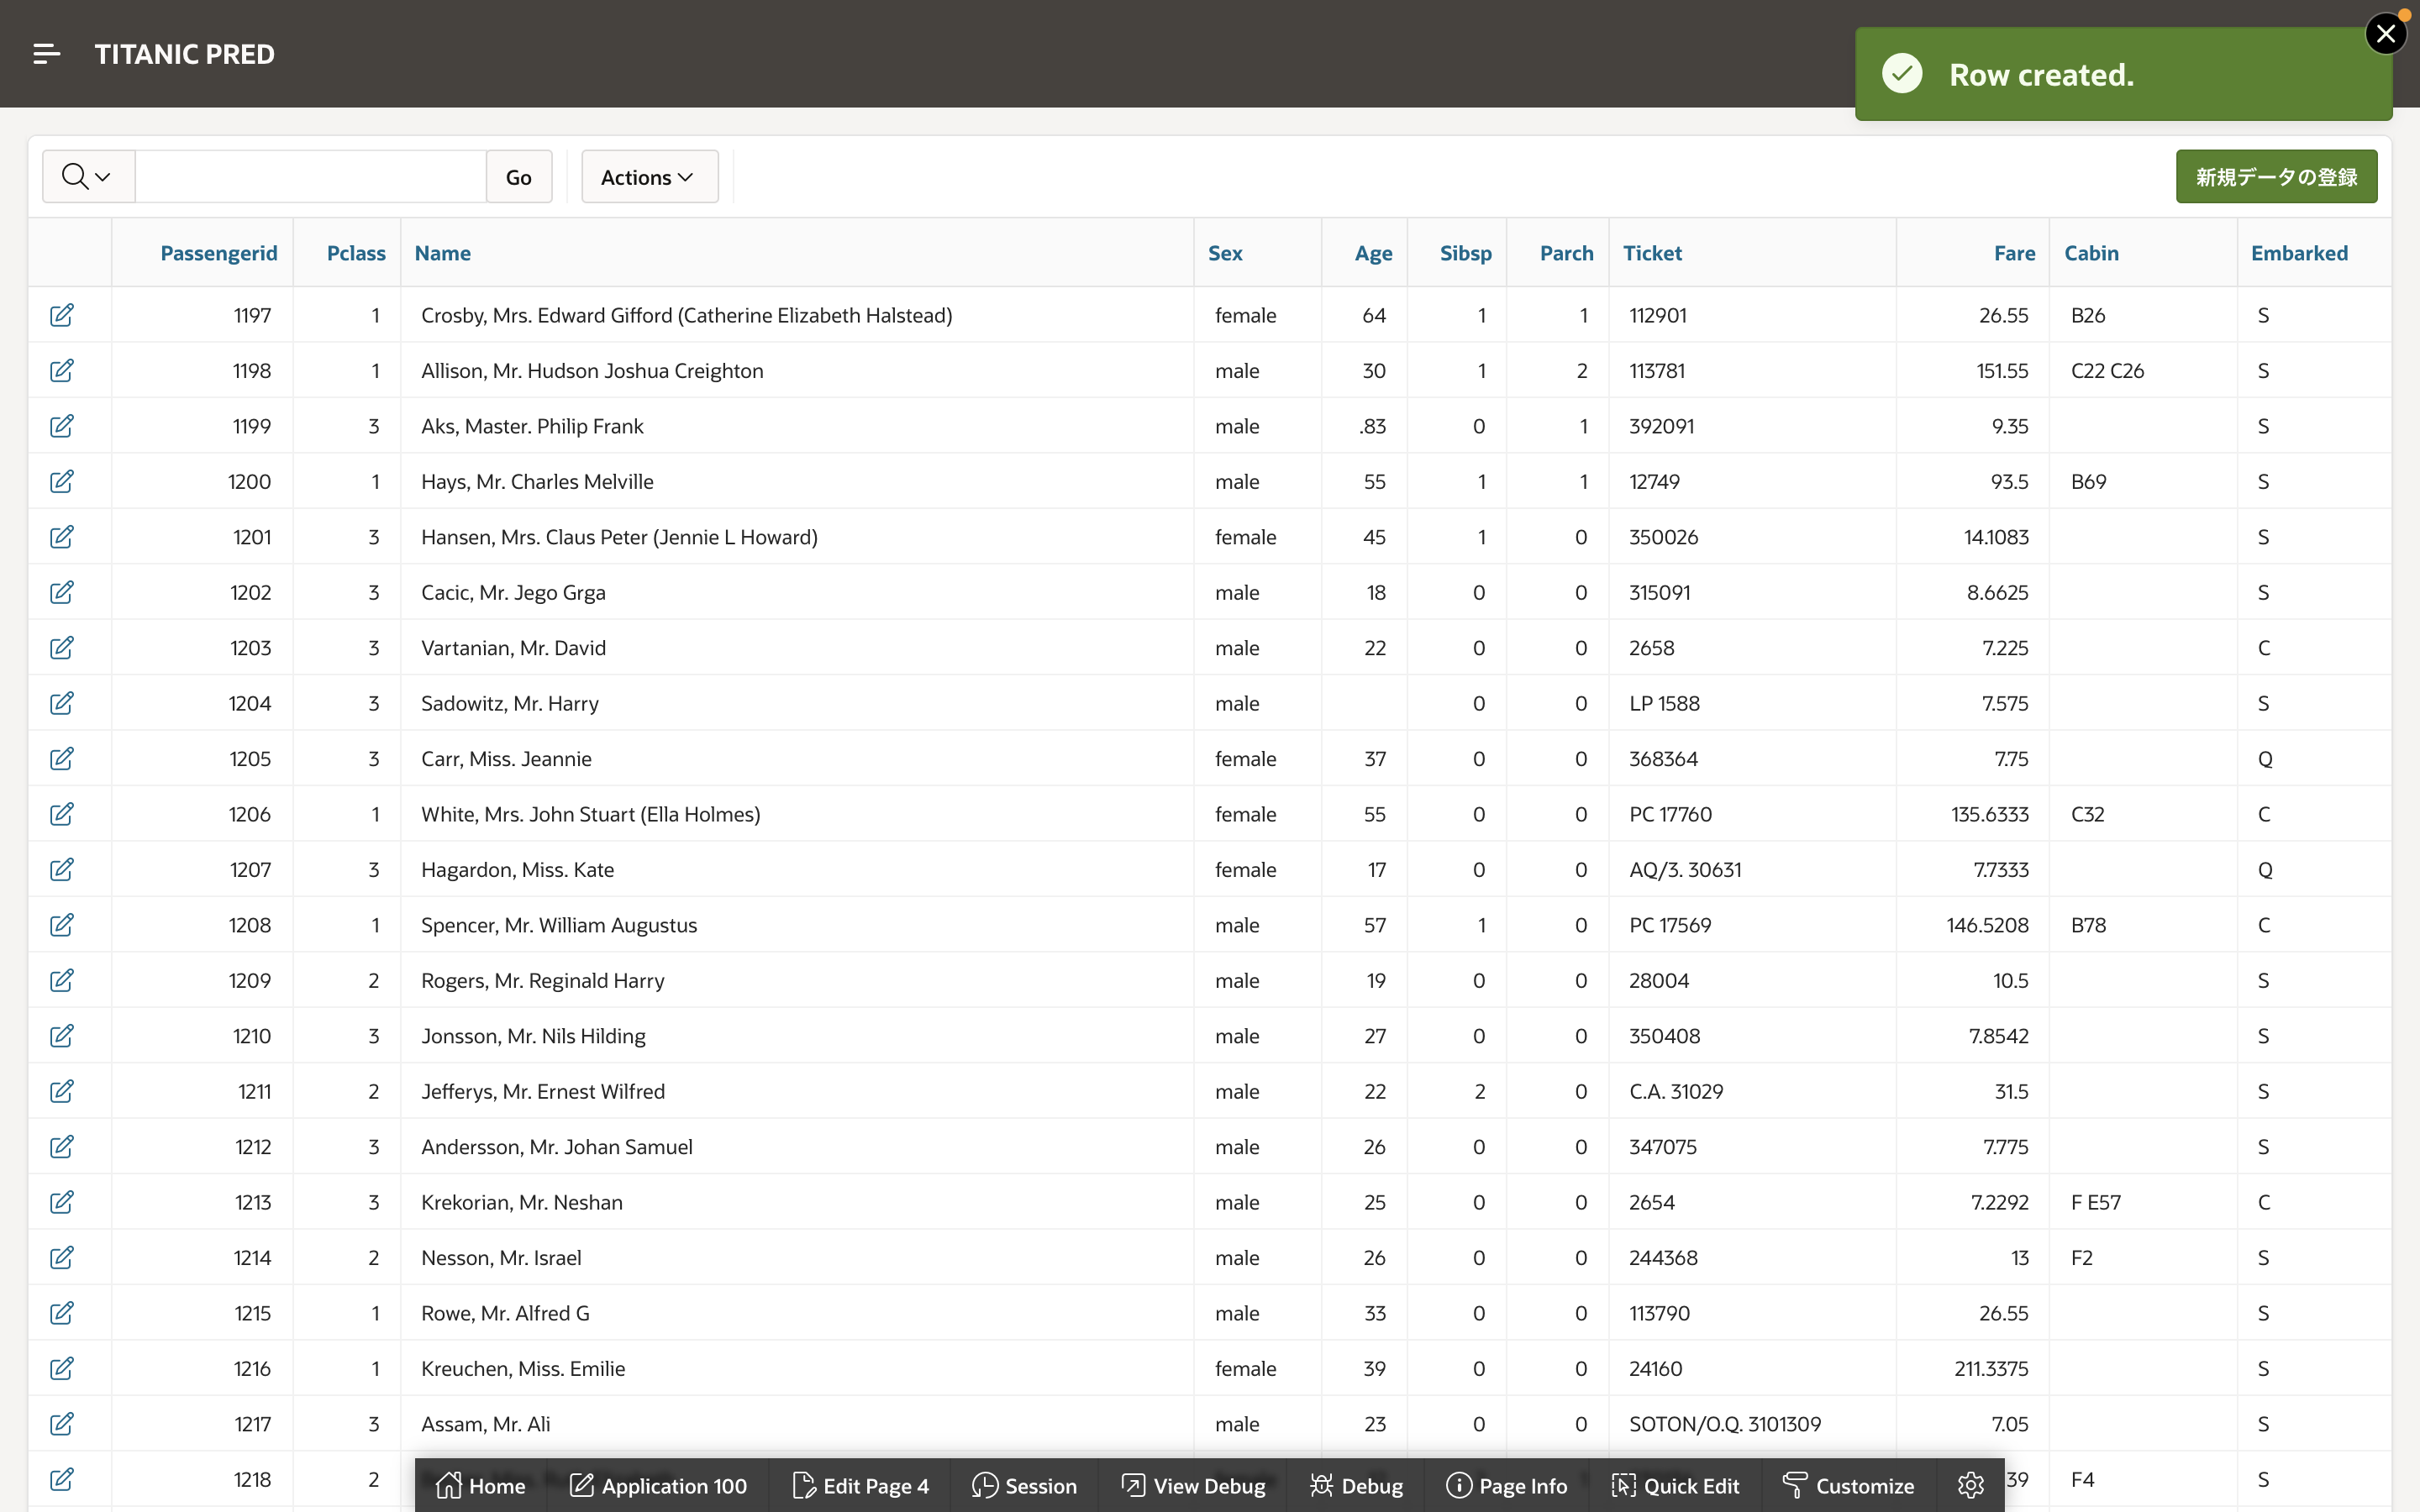 TITANIC PRED
Row created.
Go
Actions
新規データの登録
Passengerid Pclass Name Sex Age Sibsp Parch Ticket Fare Cabin Embarked
1197 1 Crosby, Mrs. Edward Gifford (Catherine Elizabeth Halstead) female 64 1 1 112901 26.55 B26 S
1198 1 Allison, Mr. Hudson Joshua Creighton male 30 1 2 113781 151.55 C22 C26 S
1199 3 Aks, Master. Philip Frank male .83 0 1 392091 9.35 S
1200 1 Hays, Mr. Charles Melville male 55 1 1 12749 93.5 B69 S
1201 3 Hansen, Mrs. Claus Peter (Jennie L Howard) female 45 1 0 350026 14.1083 S
1202 3 Cacic, Mr. Jego Grga male 18 0 0 315091 8.6625 S
1203 3 Vartanian, Mr. David male 22 0 0 2658 7.225 C
1204 3 Sadowitz, Mr. Harry male 0 0 LP 1588 7.575 S
1205 3 Carr, Miss. Jeannie female 37 0 0 368364 7.75 Q
1206 1 White, Mrs. John Stuart (Ella Holmes) female 55 0 0 PC 17760 135.6333 C32 C
1207 3 Hagardon, Miss. Kate female 17 0 0 AQ/3. 30631 7.7333 Q
1208 1 Spencer, Mr. William Augustus male 57 1 0 PC 17569 146.5208 B78 C
1209 2 Rogers, Mr. Reginald Harry male 19 0 0 28004 10.5 S
1210 3 Jonsson, Mr. Nils Hilding male 27 0 0 350408 7.8542 S
1211 2 Jefferys, Mr. Ernest Wilfred male 22 2 0 C.A. 31029 31.5 S
1212 3 Andersson, Mr. Johan Samuel male 26 0 0 347075 7.775 S
1213 3 Krekorian, Mr. Neshan male 25 0 0 2654 7.2292 F E57 C
1214 2 Nesson, Mr. Israel male 26 0 0 244368 13 F2 S
1215 1 Rowe, Mr. Alfred G male 33 0 0 113790 26.55 S
1216 1 Kreuchen, Miss. Emilie female 39 0 0 24160 211.3375 S
1217 3 Assam, Mr. Ali male 23 0 0 SOTON/O.Q. 3101309 7.05 S
1218 2 39 F4 S
Home Application 100 Edit Page 4 Session View Debug Debug Page Info Quick Edit Customize